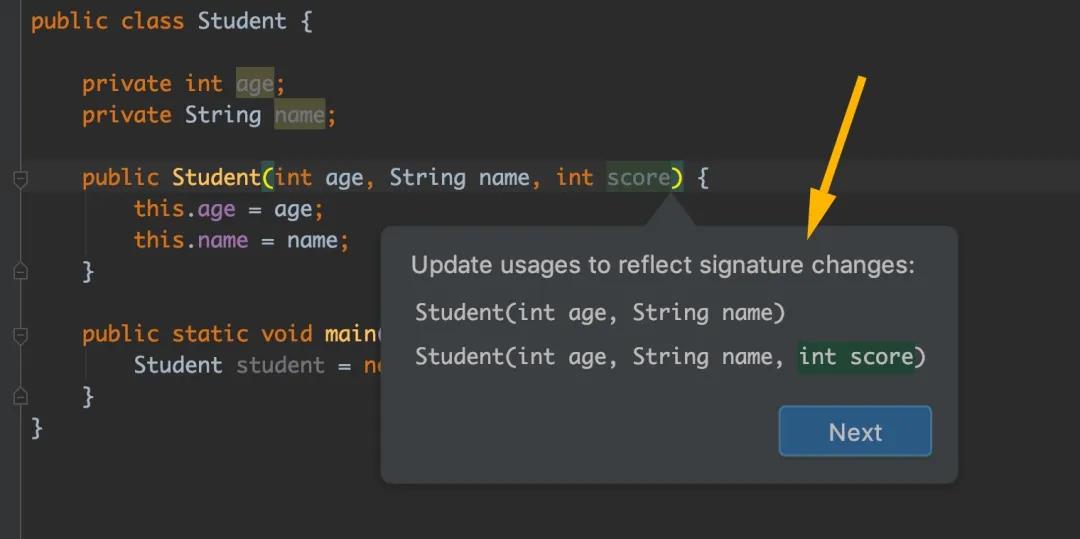 public class Student {
private int age;
private String name;
public Student(int age, String name, int score) {
this.age = age;
this.name = name;
}
public static void main(
Student student = ne
}
}
Update usages to reflect signature changes:
Student(int age, String name)
Student(int age, String name, int score)
Next